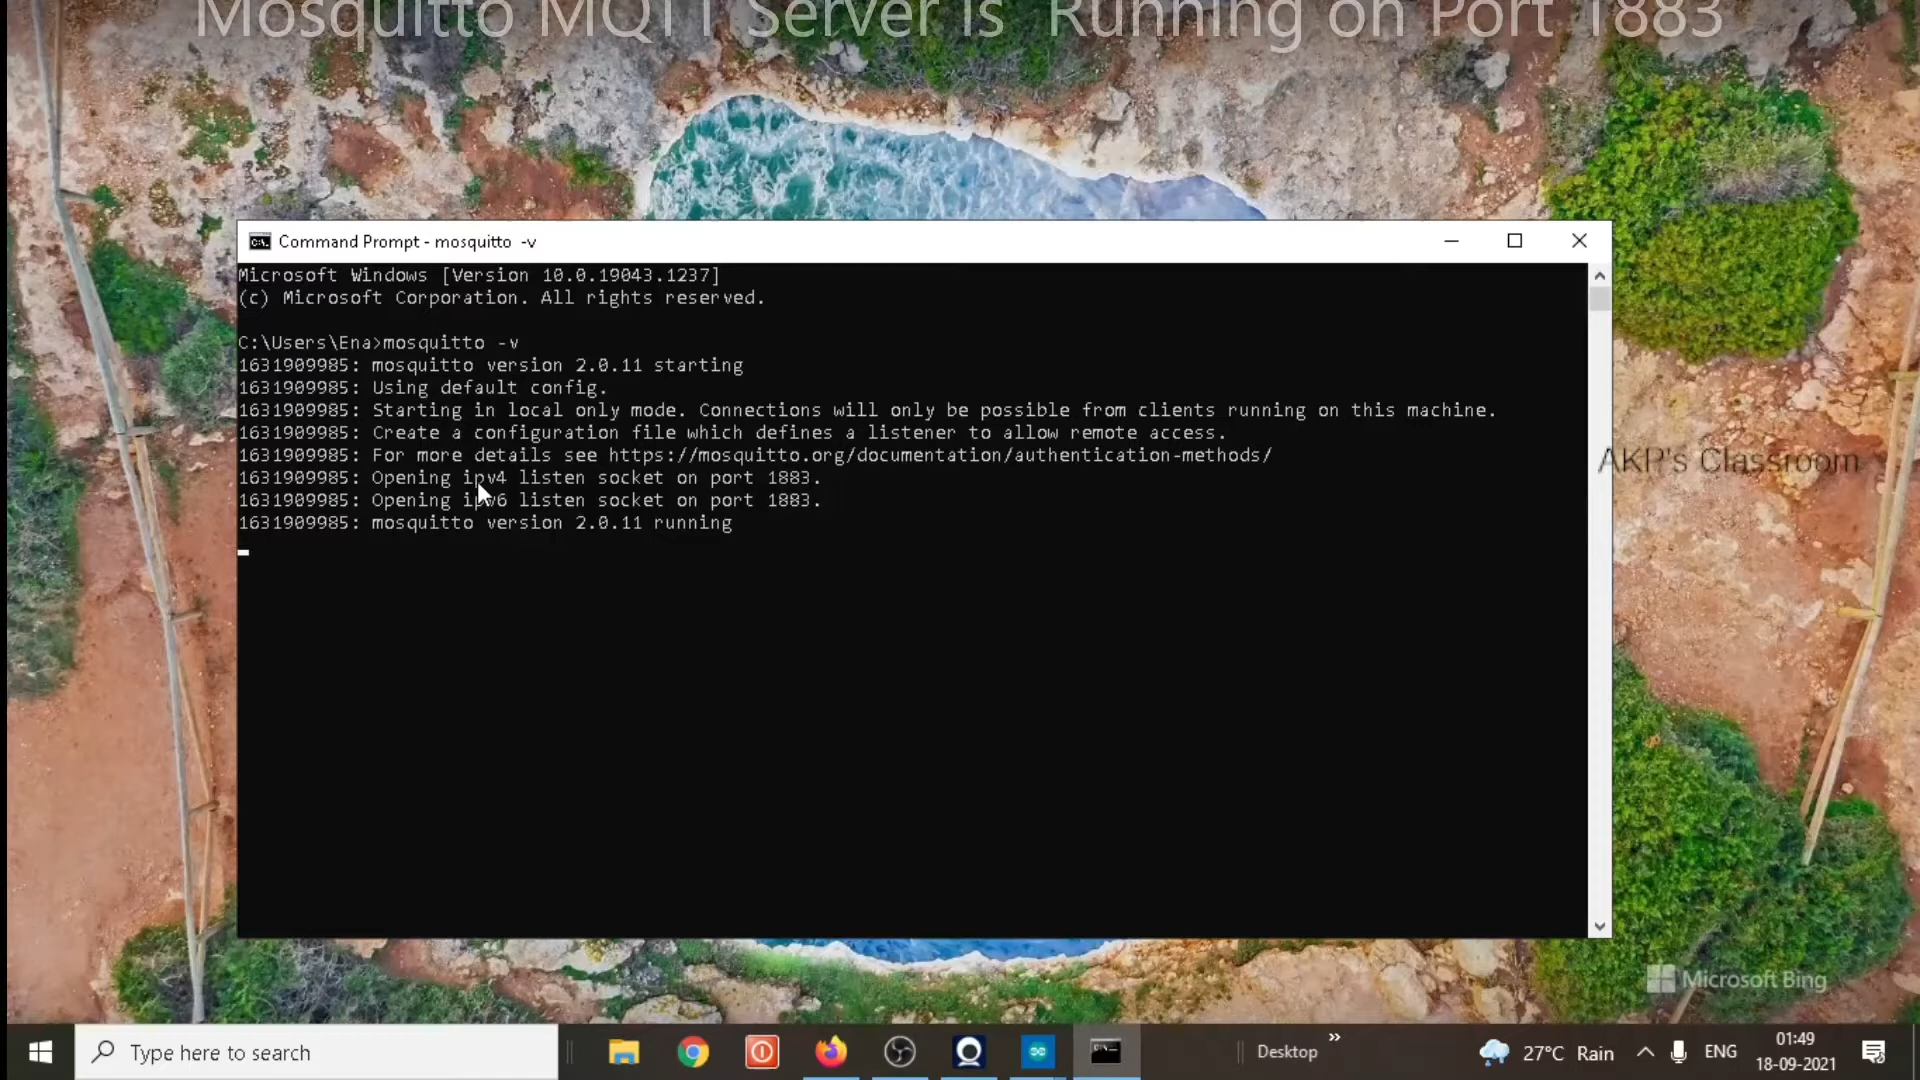 Mosquitto MQTT Server is Running on Port 1883
Command Prompt - mosquitto -v
Microsoft Windows [Version 10.0.19043.1237]
(c) Microsoft Corporation. All rights reserved.
C:\Users\Ena>mosquitto -v
1631909985: mosquitto version 2.0.11 starting
1631909985: Using default config.
1631909985: Starting in local only mode. Connections will only be possible from clients running on this machine.
1631909985: Create a configuration file which defines a listener to allow remote access.
1631909985: For more details see https://mosquitto.org/documentation/authentication-methods/
1631909985: Opening ipv4 listen socket on port 1883.
1631909985: Opening ipv6 listen socket on port 1883.
1631909985: mosquitto version 2.0.11 running
AKP's Classroom
Microsoft Bing
Type here to search
Desktop
27°C Rain
ENG
01:49
18-09-2021